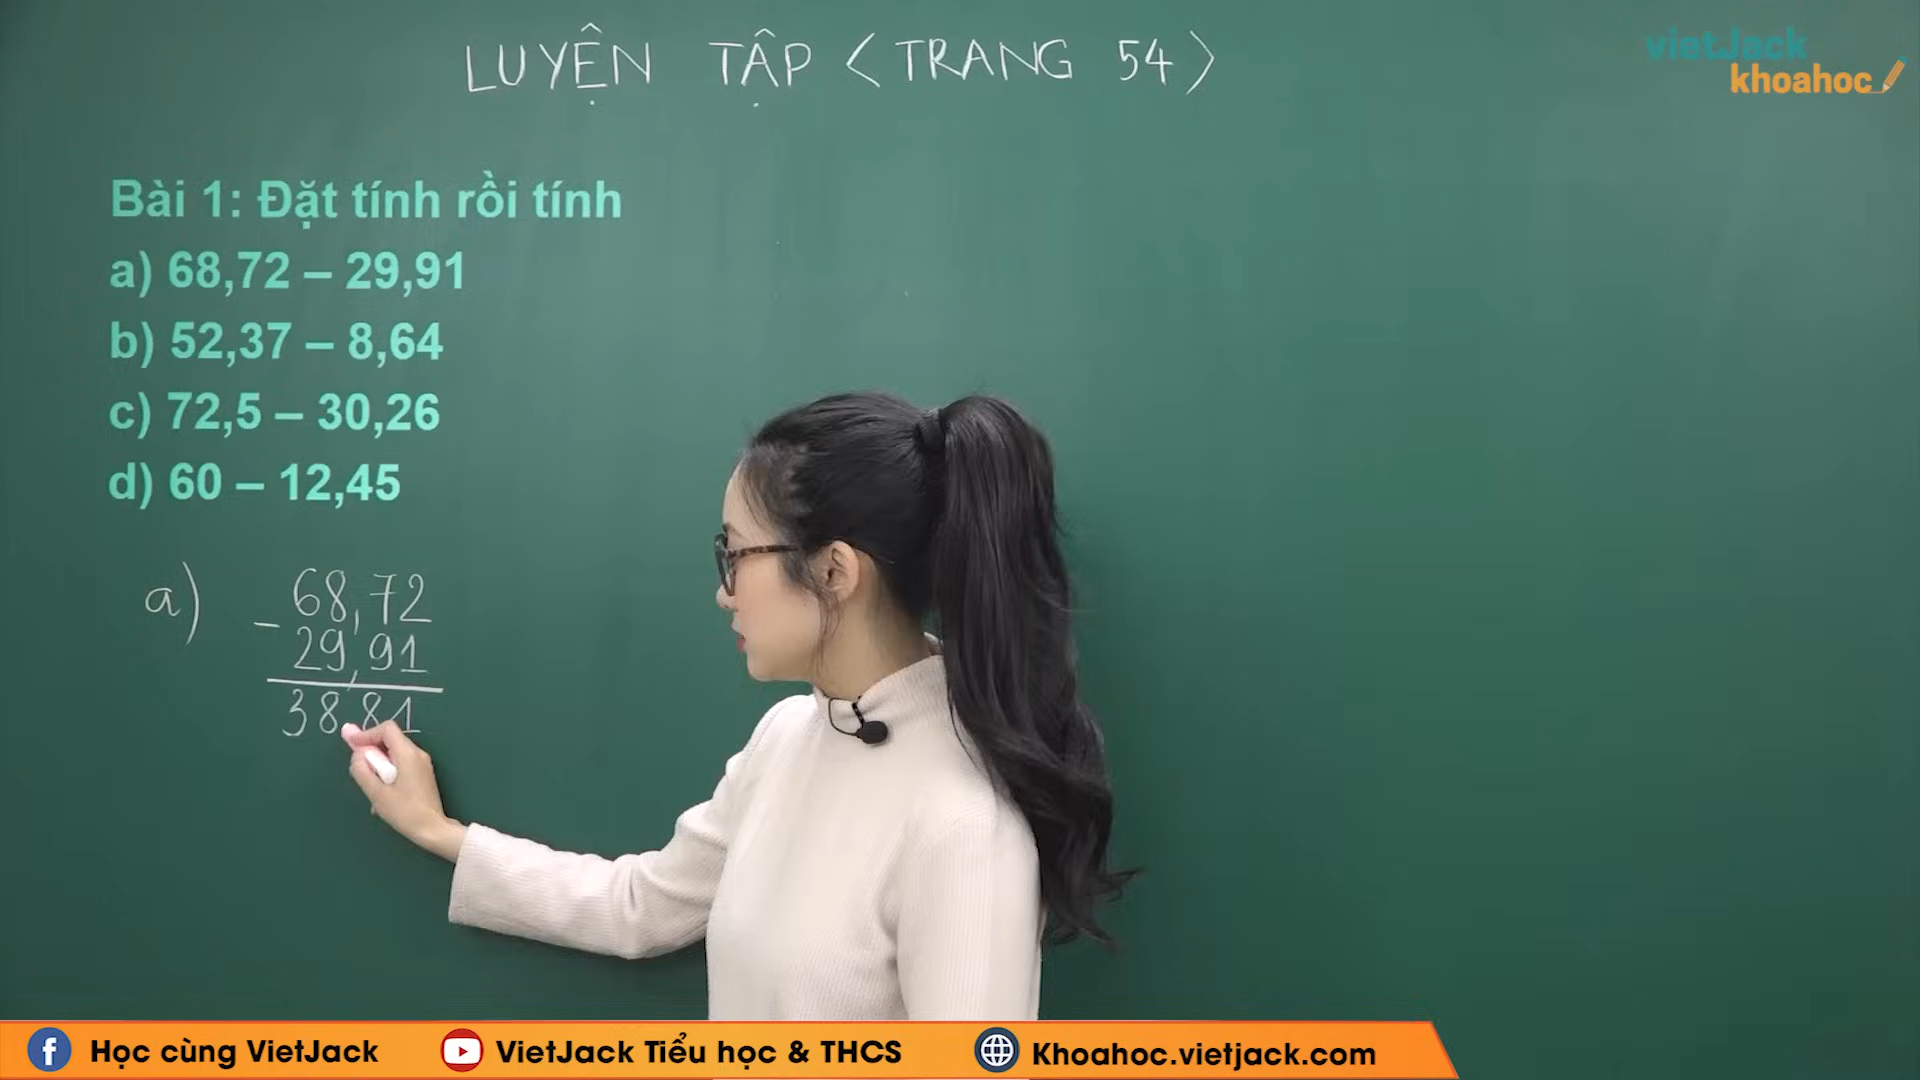 LUYỆN TẬP (TRANG 54)
vietJack
khoahoc
Bài 1: Đặt tính rồi tính
a) 68,72 – 29,91
b) 52,37 – 8,64
c) 72,5 – 30,26
d) 60 – 12,45
a) 68,72
–
29,91
38,81
Học cùng VietJack
VietJack Tiểu học & THCS
Khoahoc.vietjack.com